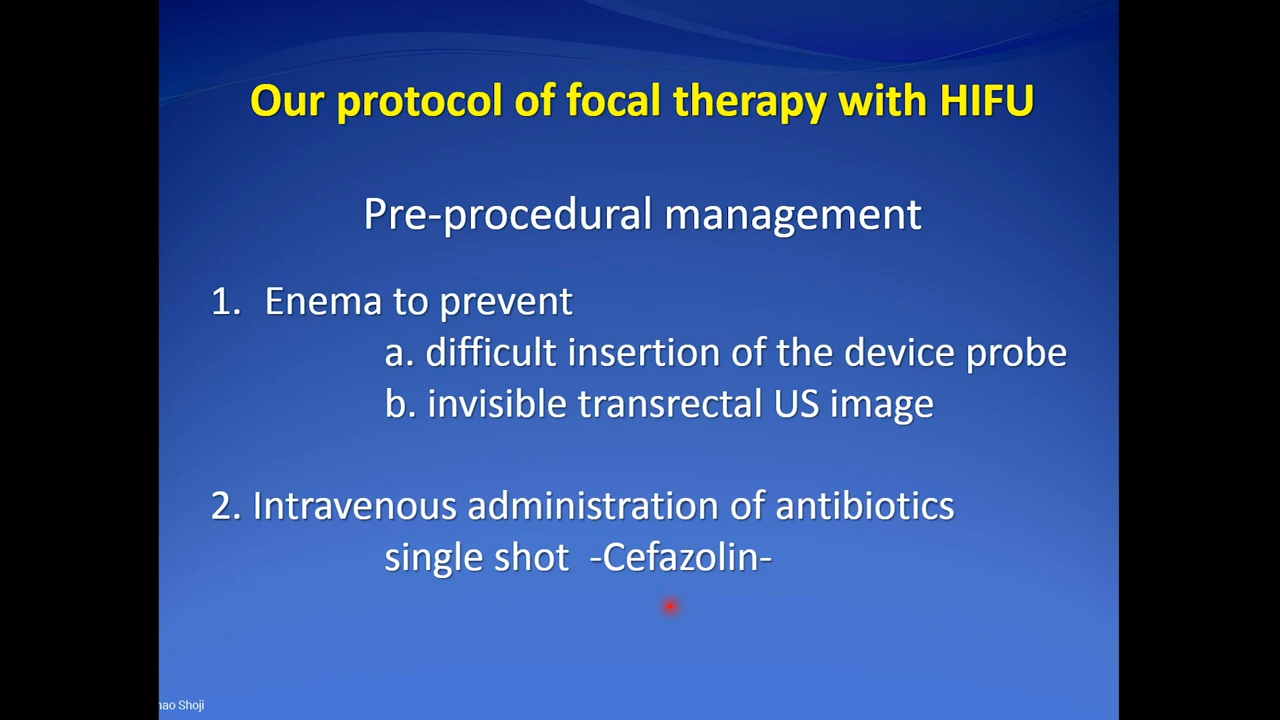 Our protocol of focal therapy with HIFU
Pre-procedural management
1. Enema to prevent
a. difficult insertion of the device probe
b. invisible transrectal US image
2. Intravenous administration of antibiotics
single shot -Cefazolin-
Shoji